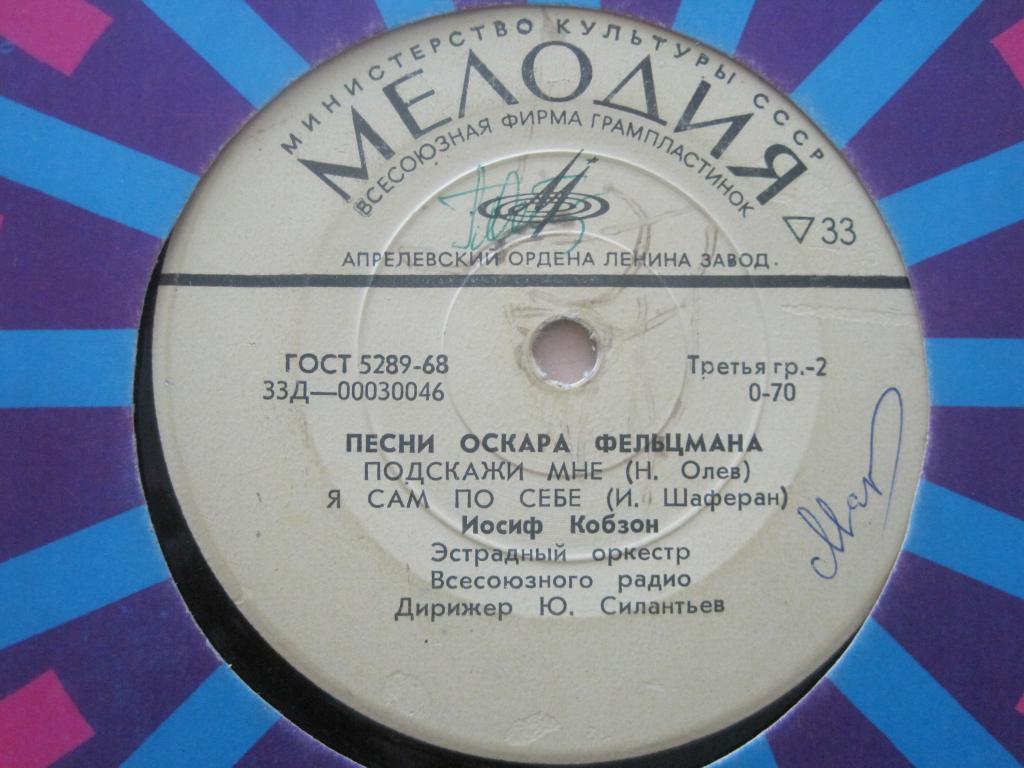 МИНИСТЕРСТВО КУЛЬТУРЫ СССР
МЕЛОДИЯ
ВСЕСОЮЗНАЯ ФИРМА ГРАМПЛАСТИНОК
33
АПРЕЛЕВСКИЙ ОРДЕНА ЛЕНИНА ЗАВОД.
ГОСТ 5289-68
33Д—00030046
Третья гр.-2
0-70
ПЕСНИ ОСКАРА ФЕЛЬЦМАНА
ПОДСКАЖИ МНЕ (Н. Олев)
Я САМ ПО СЕБЕ (И. Шаферан)
Иосиф Кобзон
Эстрадный оркестр
Всесоюзного радио
Дирижер Ю. Силантьев